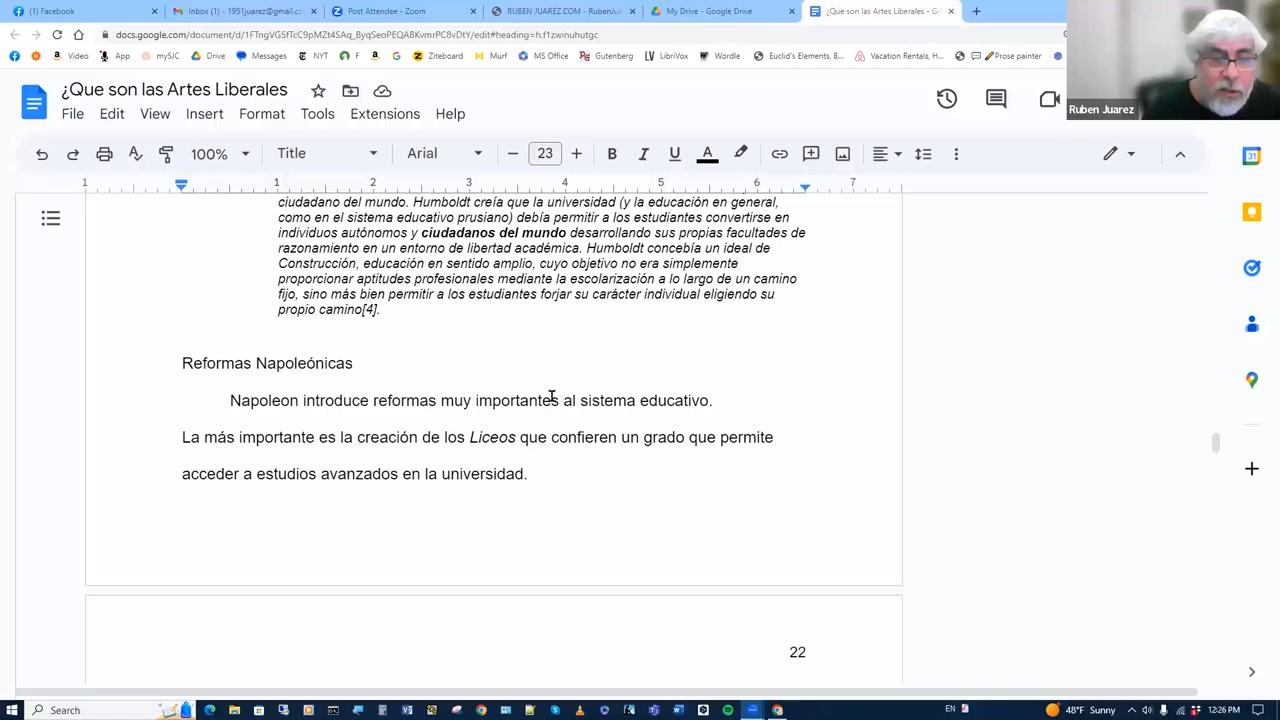 (1) Facebook
Inbox (1) - 1951juarez@gmail.co
Post Attendee - Zoom
RUBEN JUAREZ.COM - RubenJu
My Drive - Google Drive
¿Que son las Artes Liberales - G
docs.google.com/document/d/1FTngVG5fTcC9pMZt4SAq_ByqSeoPEQABKvmrPC8vDtY/edit#heading=h.f1zwinuhutgc
Video App mySJC Drive Messages NYT F Ziteboard Murf MS Office Gutenberg LibriVox Wordle Euclid's Elements, B... Vacation Rentals, H... Prose painter
¿Que son las Artes Liberales
File Edit View Insert Format Tools Extensions Help
Ruben Juarez
100% Title Arial 23 B I U A
1 1 2 3 4 5 6 7
ciudadano del mundo. Humboldt creía que la universidad (y la educación en general,
como en el sistema educativo prusiano) debía permitir a los estudiantes convertirse en
individuos autónomos y ciudadanos del mundo desarrollando sus propias facultades de
razonamiento en un entorno de libertad académica. Humboldt concebía un ideal de
Construcción, educación en sentido amplio, cuyo objetivo no era simplemente
proporcionar aptitudes profesionales mediante la escolarización a lo largo de un camino
fijo, sino más bien permitir a los estudiantes forjar su carácter individual eligiendo su
propio camino[4].
Reformas Napoleónicas
Napoleon introduce reformas muy importantes al sistema educativo.
La más importante es la creación de los Liceos que confieren un grado que permite
acceder a estudios avanzados en la universidad.
22
Search
48°F Sunny
EN
12:26 PM